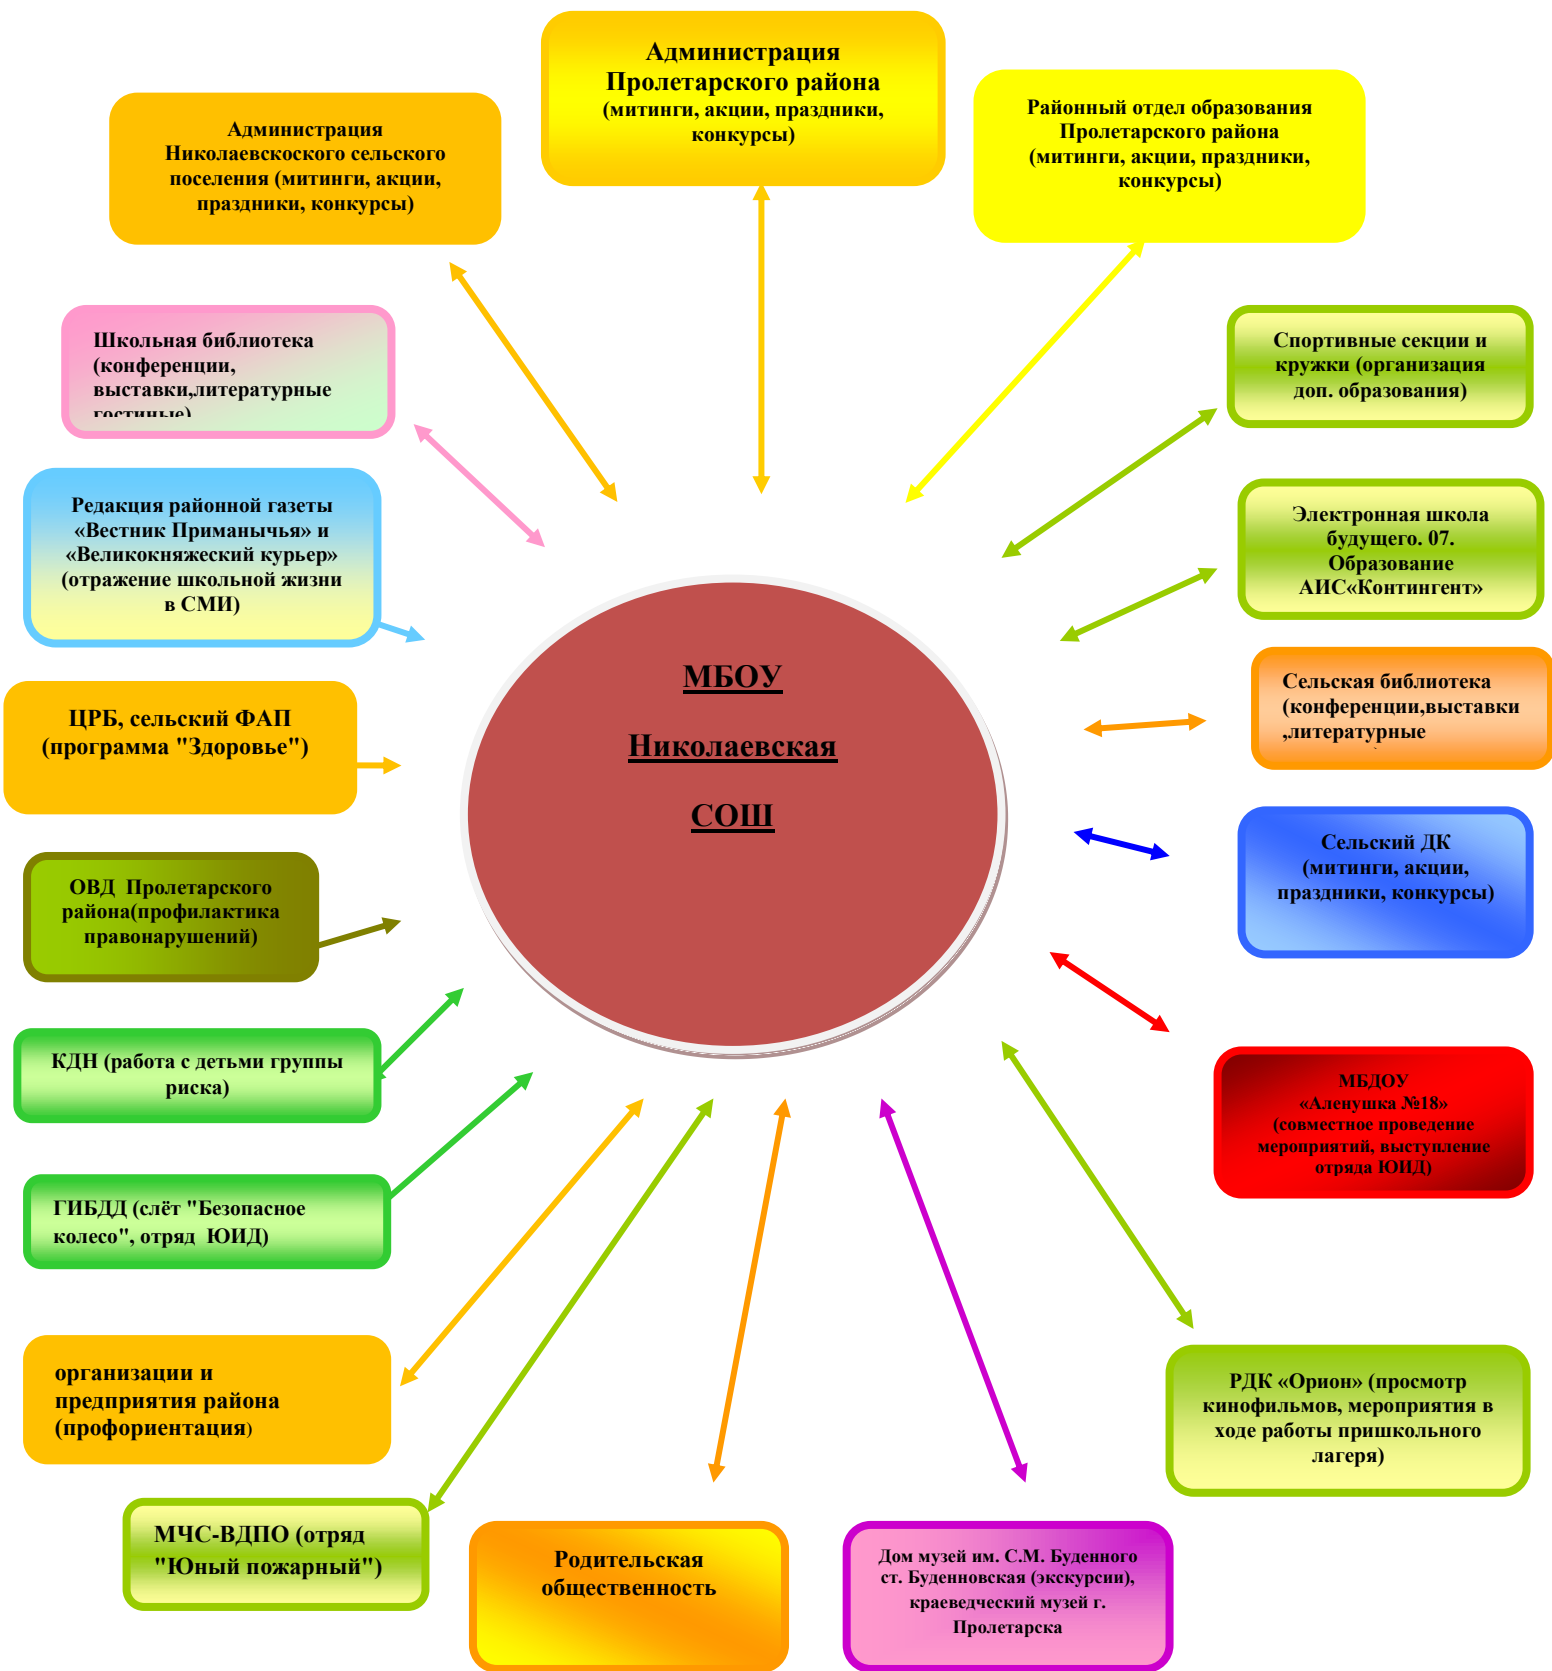 Администрация
Пролетарского района
(митинги, акции, праздники,
конкурсы)
Администрация
Николаевскоского сельского
поселения (митинги, акции,
праздники, конкурсы)
Районный отдел образования
Пролетарского района
(митинги, акции, праздники,
конкурсы)
Школьная библиотека
(конференции,
выставки,литературные
гостиные)
Спортивные секции и
кружки (организация
доп. образования)
Редакция районной газеты
«Вестник Приманычья» и
«Великокняжеский курьер»
(отражение школьной жизни
в СМИ)
Электронная школа
будущего. 07.
Образование
АИС«Контингент»
МБОУ
Николаевская
СОШ
Сельская библиотека
(конференции,выставки
,литературные
ЦРБ, сельский ФАП
(программа "Здоровье")
Сельский ДК
(митинги, акции,
праздники, конкурсы)
ОВД  Пролетарского
района(профилактика
правонарушений)
КДН (работа с детьми группы
риска)
МБДОУ
«Аленушка №18»
(совместное проведение
мероприятий, выступление
отряда ЮИД)
ГИБДД (слёт "Безопасное
колесо", отряд  ЮИД)
организации и
предприятия района
(профориентация)
РДК «Орион» (просмотр
кинофильмов, мероприятия в
ходе работы пришкольного
лагеря)
МЧС-ВДПО (отряд
"Юный пожарный")
Родительская
общественность
Дом музей им. С.М. Буденного
ст. Буденновская (экскурсии),
краеведческий музей г.
Пролетарска